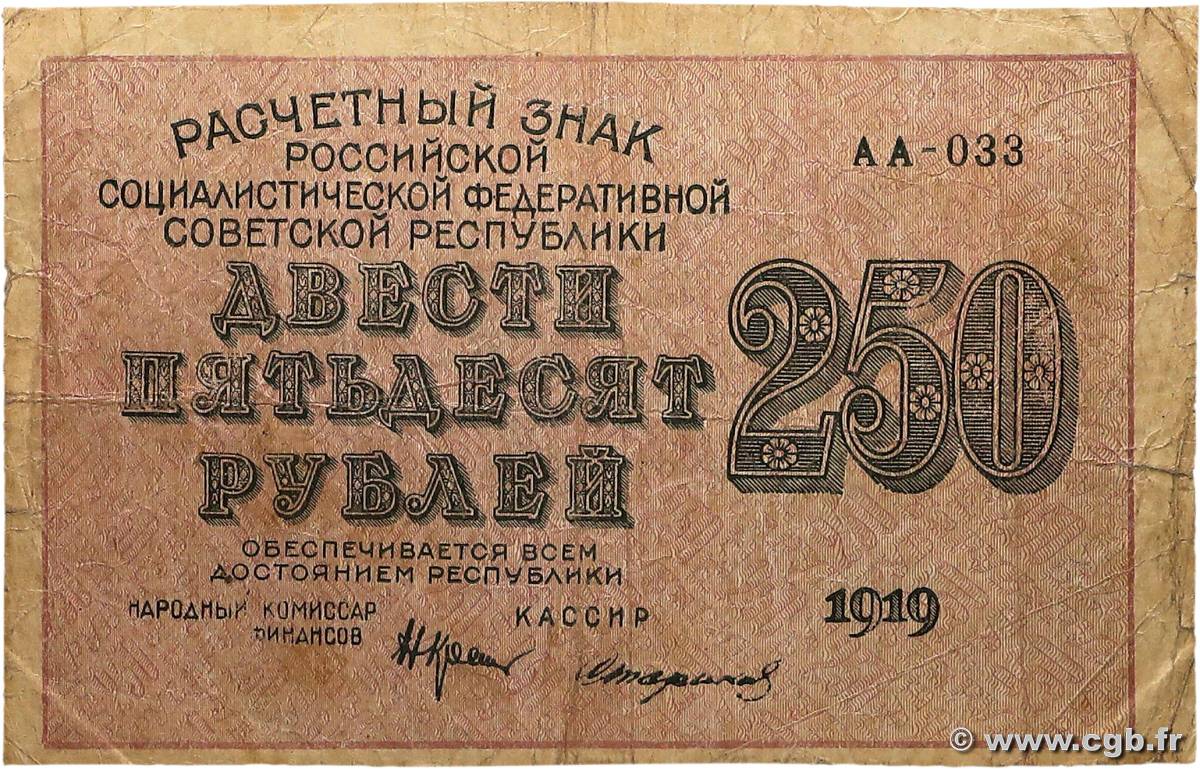 РАСЧЕТНЫЙ ЗНАК
РОССИЙСКОЙ
СОЦИАЛИСТИЧЕСКОЙ ФЕДЕРАТИВНОЙ
СОВЕТСКОЙ РЕСПУБЛИКИ
АА-033
ДВЕСТИ
ПЯТЬДЕСЯТ
РУБЛЕЙ
250
ОБЕСПЕЧИВАЕТСЯ ВСЕМ
ДОСТОЯНИЕМ РЕСПУБЛИКИ
НАРОДНЫЙ КОМИССАР
ФИНАНСОВ
КАССИР
1919
© www.cgb.fr